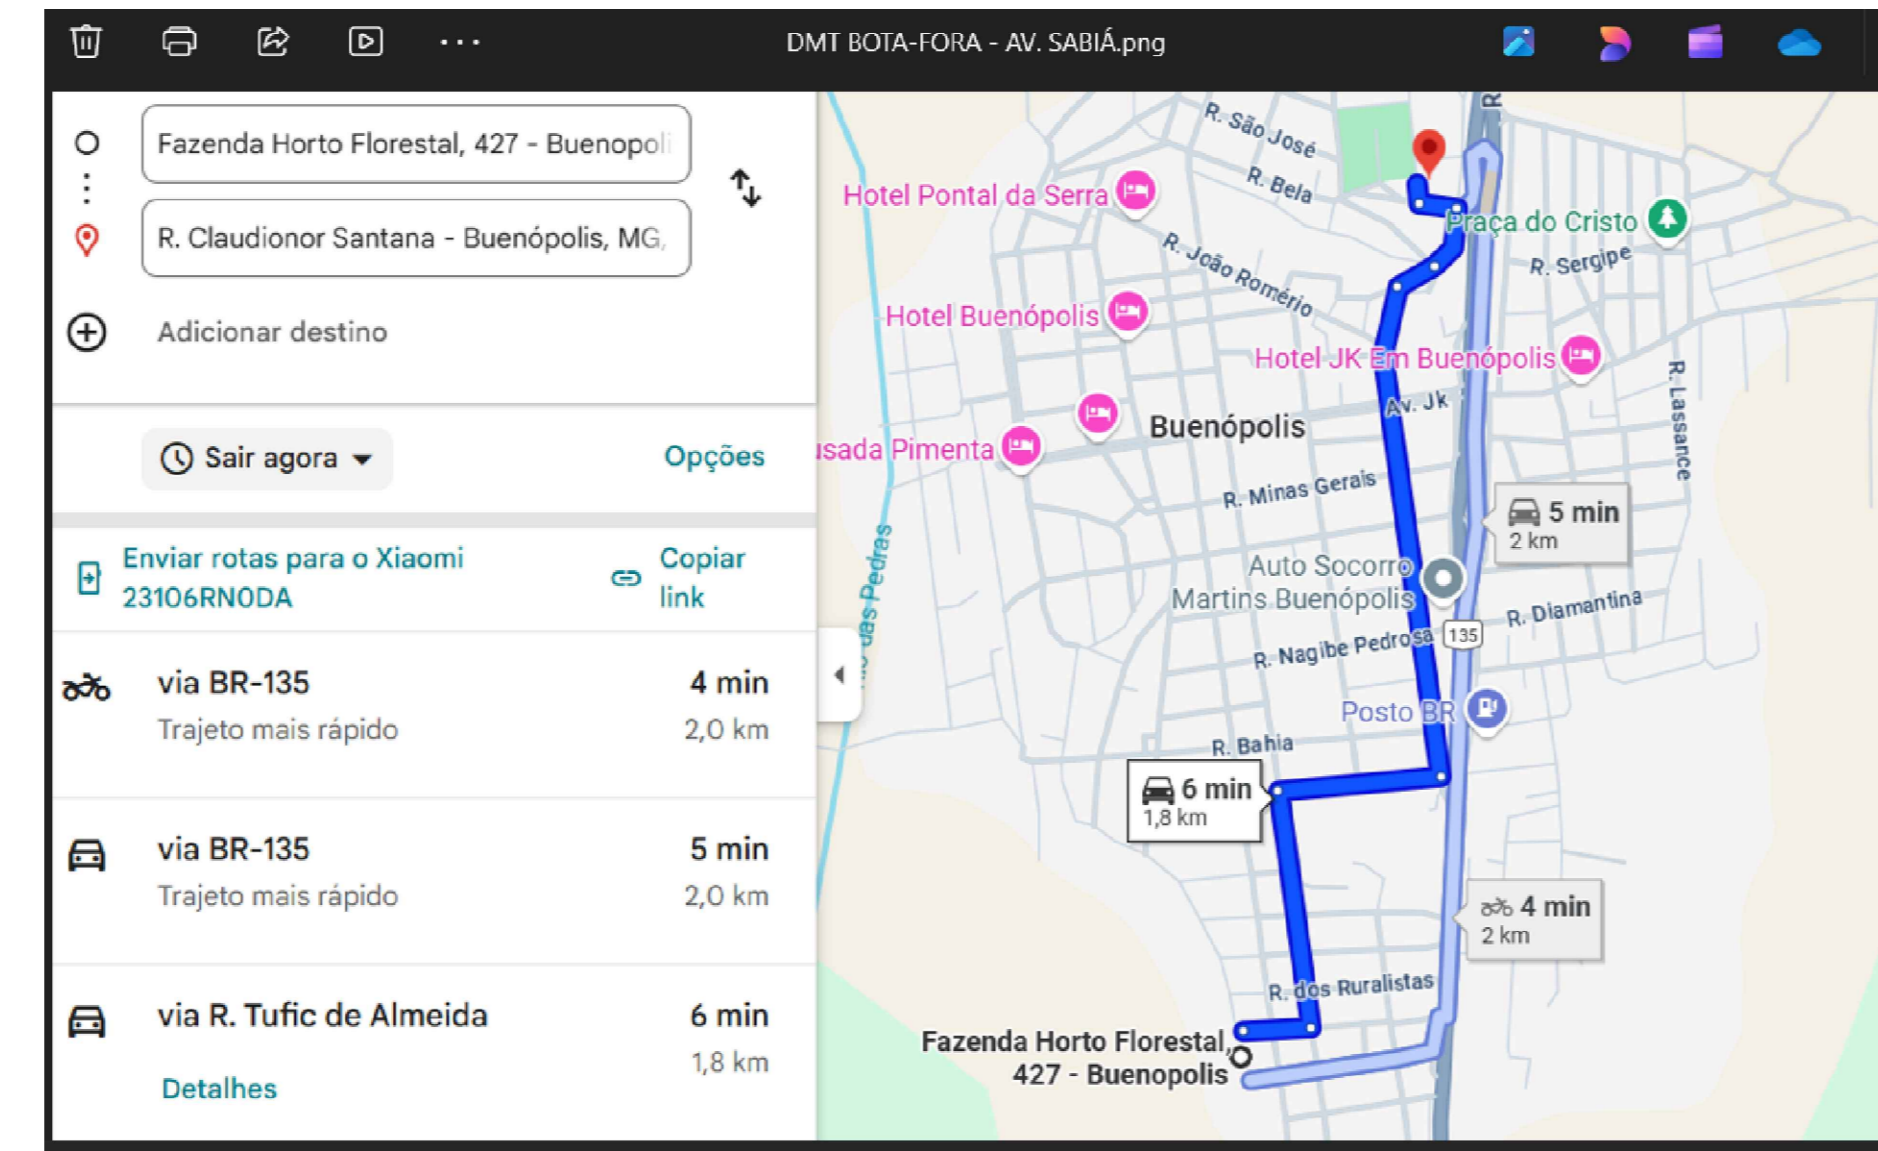 DMT BOTA-FORA - AV. SABIÁ.png
Fazenda Horto Florestal, 427 - Buenopoli
R. Claudionor Santana - Buenópolis, MG,
Adicionar destino
Sair agora
Opções
Enviar rotas para o Xiaomi
23106RN0DA
Copiar
link
via BR-135
4 min
Trajeto mais rápido
2,0 km
via BR-135
5 min
Trajeto mais rápido
2,0 km
via R. Tufic de Almeida
6 min
1,8 km
Detalhes
R
R. São José
R. Bela
Hotel Pontal da Serra
Praça do Cristo
R. Sergipe
R. João Romério
Hotel Buenópolis
Hotel JK Em Buenópolis
R. Lassance
Av. Jk
Buenópolis
usada Pimenta
R. Minas Gerais
5 min
2 km
das Pedras
Auto Socorro
Martins Buenópolis
R. Diamantina
R. Nagibe Pedrosa
135
Posto BR
R. Bahia
6 min
1,8 km
4 min
2 km
R. dos Ruralistas
Fazenda Horto Florestal,
427 - Buenopolis